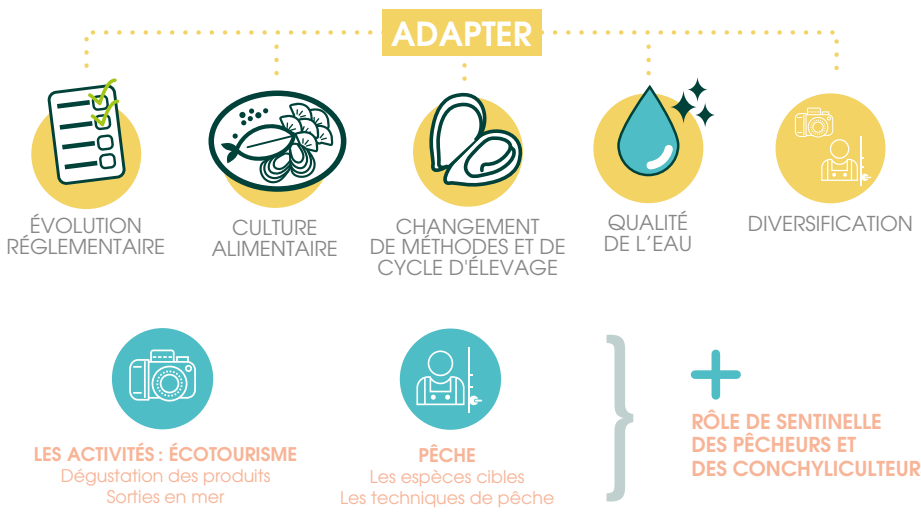 ADAPTER
ÉVOLUTION
RÉGLEMENTAIRE
CULTURE
ALIMENTAIRE
CHANGEMENT
DE MÉTHODES ET DE
CYCLE D'ÉLEVAGE
QUALITÉ
DE L'EAU
DIVERSIFICATION
LES ACTIVITÉS : ÉCOTOURISME
Dégustation des produits
Sorties en mer
PÊCHE
Les espèces cibles
Les techniques de pêche
RÔLE DE SENTINELLE
DES PÊCHEURS ET
DES CONCHYLICULTEUR